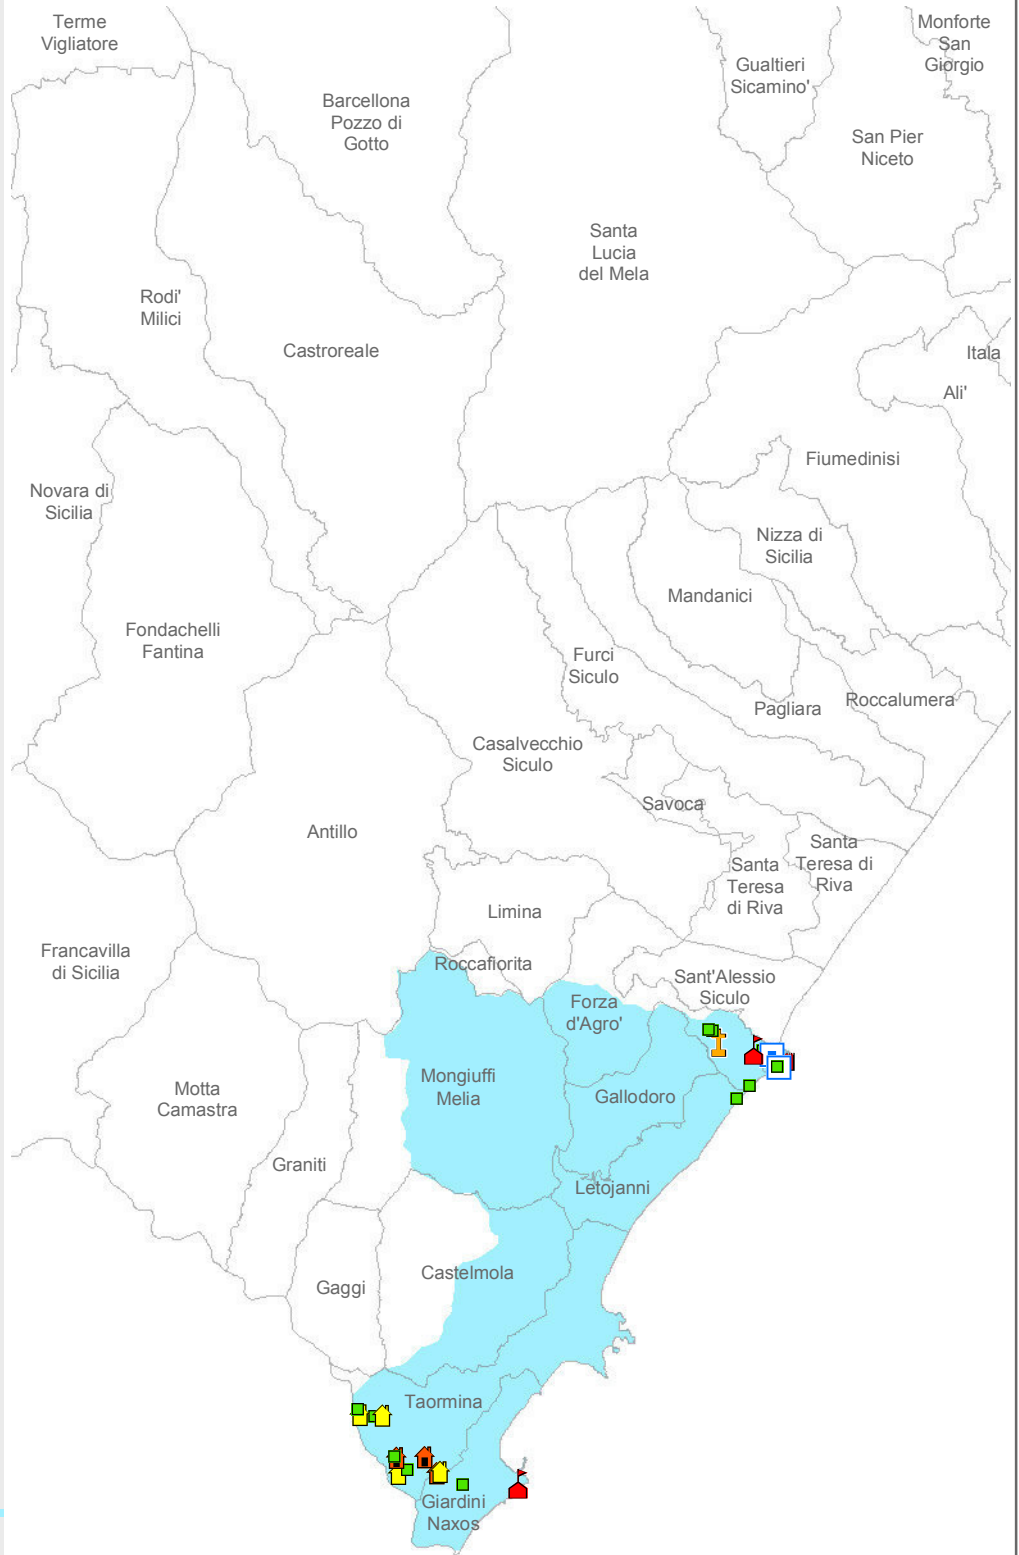 Terme
Vigliatore
Monforte
San
Giorgio
Gualtieri
Sicamino'
Barcellona
Pozzo di
Gotto
San Pier
Niceto
Santa
Lucia
del Mela
Rodi'
Milici
Castroreale
Itala
Ali'
Fiumedinisi
Novara di
Sicilia
Nizza di
Sicilia
Mandanici
Fondachelli
Fantina
Furci
Siculo
Pagliara
Roccalumera
Casalvecchio
Siculo
Savoca
Antillo
Santa
Teresa di
Riva
Santa
Teresa
di Riva
Limina
Francavilla
di Sicilia
Roccafiorita
Sant'Alessio
Siculo
Forza
d'Agro'
Mongiuffi
Melia
Motta
Camastra
Gallodoro
Graniti
Letojanni
Castelmola
Gaggi
Taormina
Giardini
Naxos